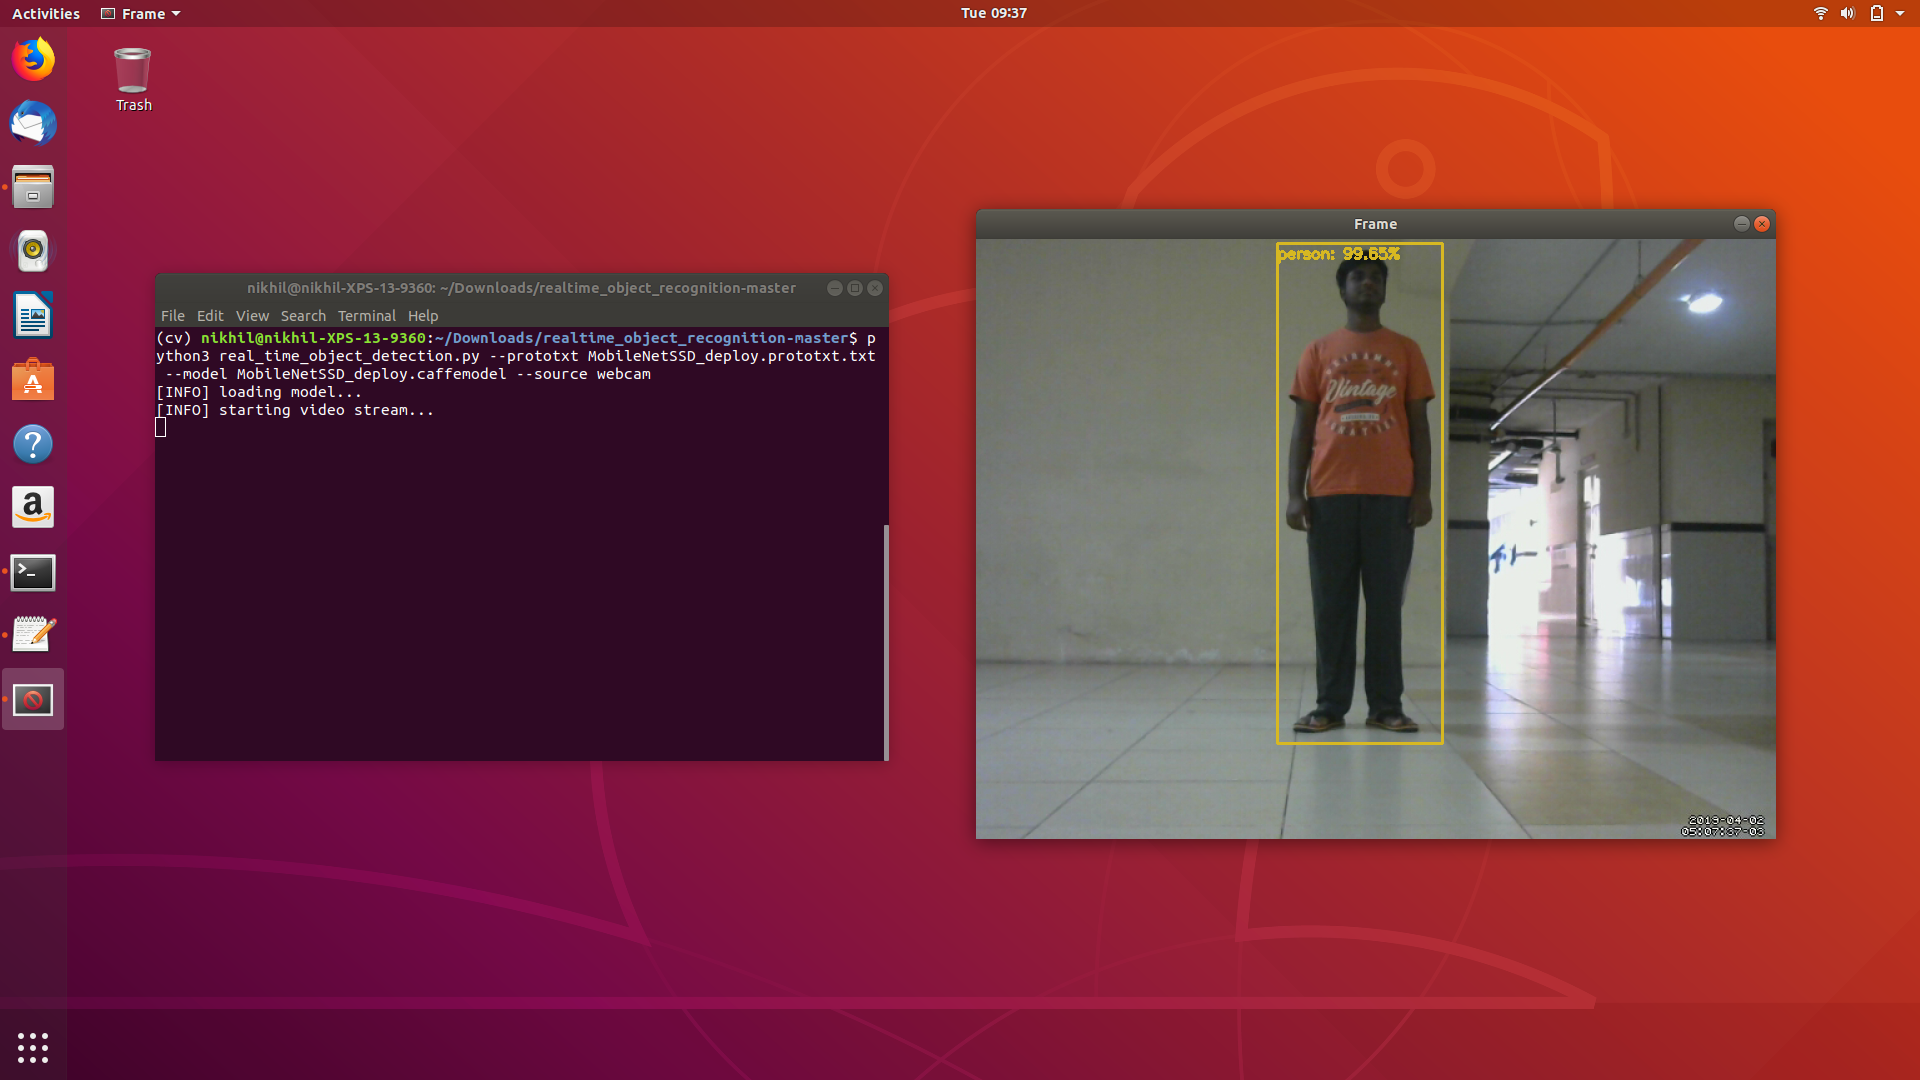 Activities
Frame
Tue 09:37
Trash
nikhil@nikhil-XPS-13-9360: ~/Downloads/realtime_object_recognition-master
File Edit View Search Terminal Help
(cv) nikhil@nikhil-XPS-13-9360:~/Downloads/realtime_object_recognition-master$ p
ython3 real_time_object_detection.py --prototxt MobileNetSSD_deploy.prototxt.txt
--model MobileNetSSD_deploy.caffemodel --source webcam
[INFO] loading model...
[INFO] starting video stream...
Frame
person: 99.65%
Vintage
2019-04-02
05:07:37-03